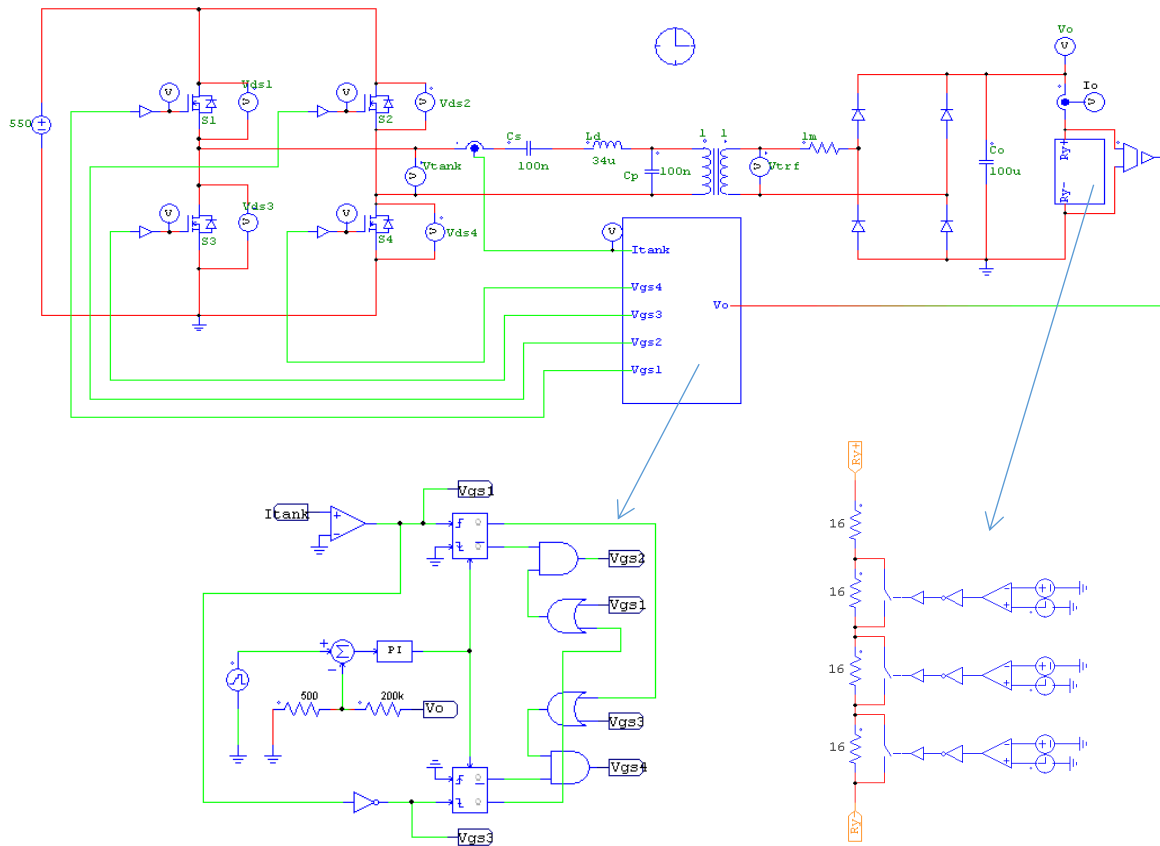 Vo
V
Io
V
550
V
Vds1
V
S1
V
S2
V
Vds2
Vtank
V
Cs
100n
Ld
34u
Cp
100n
1
1
V
Vtrf
1m
Co
100u
Ry+
Ry-
V
Vds3
V
S3
V
S4
V
Vds4
V
Itank
Vgs4
Vgs3
Vgs2
Vgs1
Vo
Itank
Vgs1
Q
Q
Vgs2
Vgs1
Σ
PI
500
200k
Vo
Vgs3
Vgs4
Q
Q
Vgs3
Ry+
16
16
16
16
Ry-